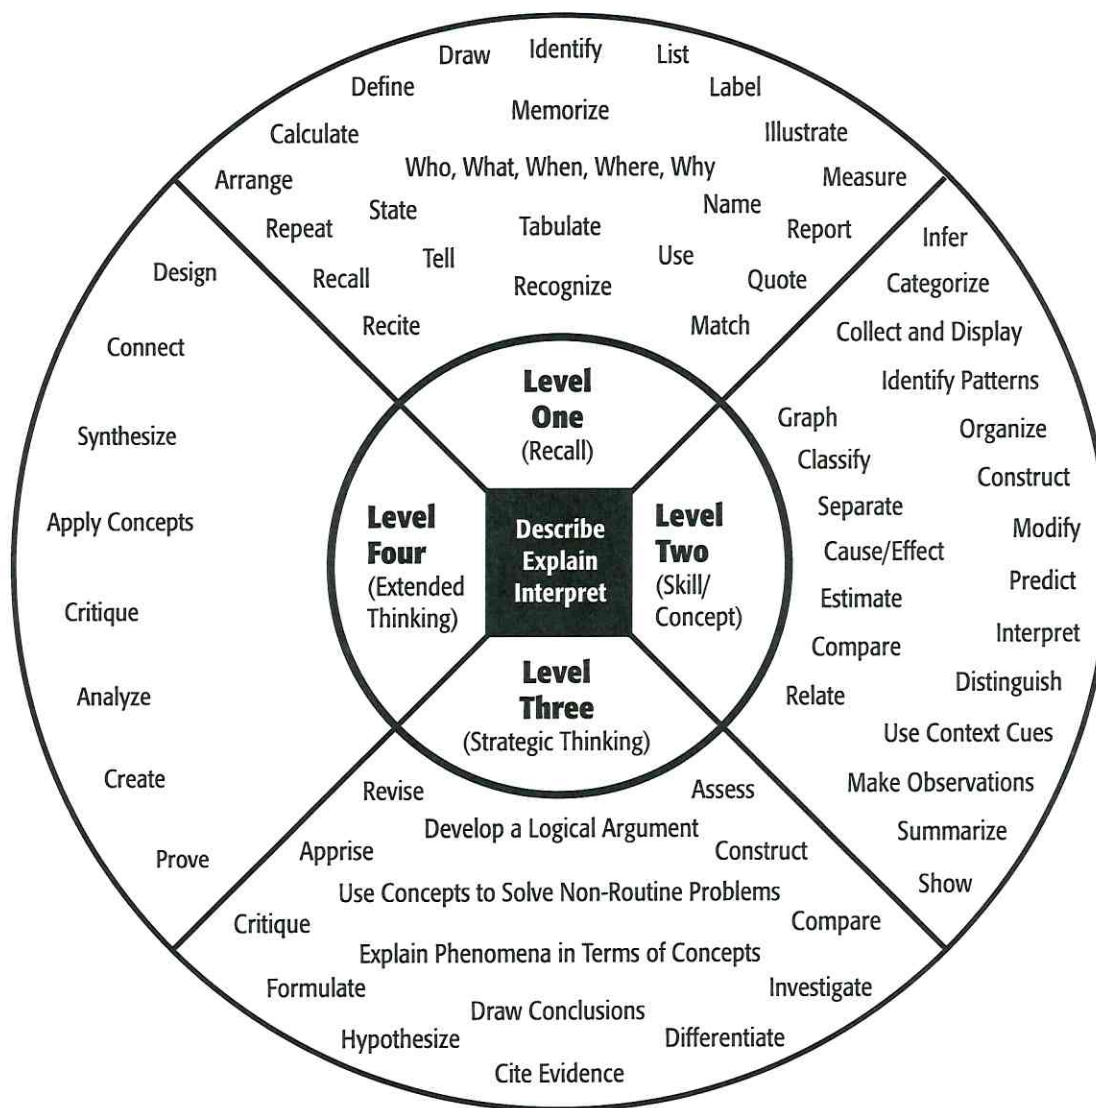 Draw
Identify
List
Define
Label
Memorize
Calculate
Illustrate
Who, What, When, Where, Why
Arrange
Measure
State
Name
Repeat
Tabulate
Report
Tell
Use
Recall
Recognize
Quote
Recite
Match
Level
One
(Recall)
Infer
Categorize
Collect and Display
Identify Patterns
Graph
Organize
Classify
Construct
Separate
Modify
Cause/Effect
Predict
Estimate
Interpret
Compare
Distinguish
Relate
Use Context Cues
Make Observations
Summarize
Show
Level
Two
(Skill/
Concept)
Describe
Explain
Interpret
Level
Three
(Strategic Thinking)
Revise
Assess
Develop a Logical Argument
Apprise
Construct
Use Concepts to Solve Non-Routine Problems
Critique
Compare
Explain Phenomena in Terms of Concepts
Formulate
Investigate
Draw Conclusions
Hypothesize
Differentiate
Cite Evidence
Level
Four
(Extended
Thinking)
Design
Connect
Synthesize
Apply Concepts
Critique
Analyze
Create
Prove